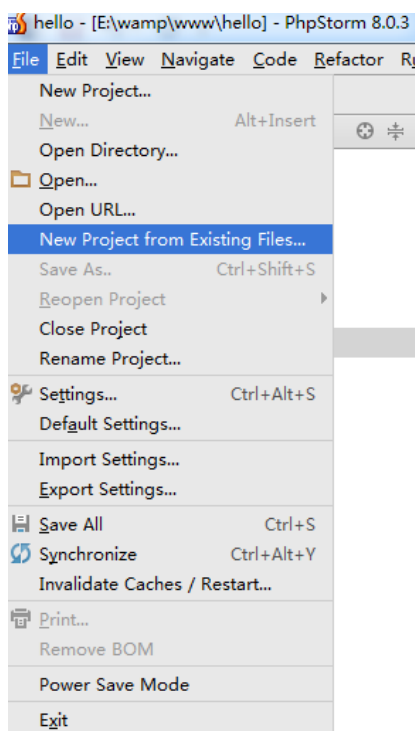 hello - [E:\wamp\www\hello] - PhpStorm 8.0.3
File Edit View Navigate Code Refactor
New Project...
New... Alt+Insert
Open Directory...
Open...
Open URL...
New Project from Existing Files...
Save As.. Ctrl+Shift+S
Reopen Project
Close Project
Rename Project...
Settings... Ctrl+Alt+S
Default Settings...
Import Settings...
Export Settings...
Save All Ctrl+S
Synchronize Ctrl+Alt+Y
Invalidate Caches / Restart...
Print...
Remove BOM
Power Save Mode
Exit